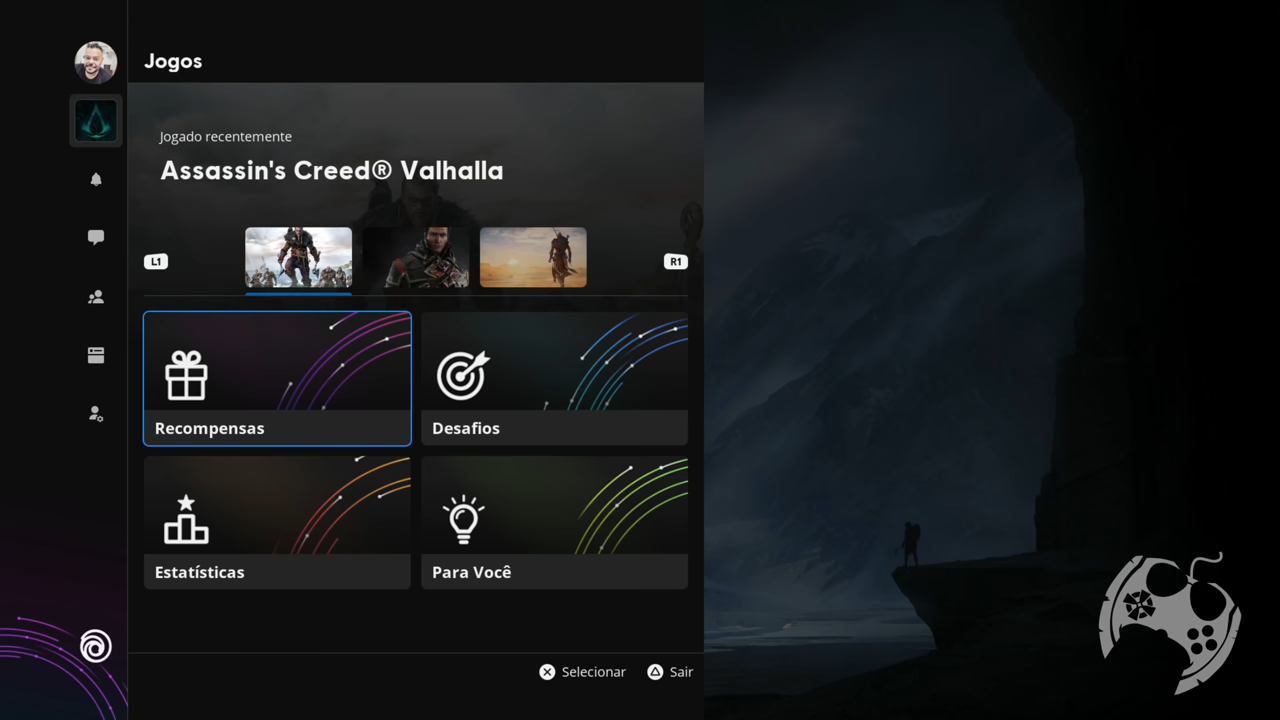 Jogos
Jogado recentemente
Assassin's Creed® Valhalla
L1
R1
Recompensas
Desafios
Estatísticas
Para Você
Selecionar
Sair